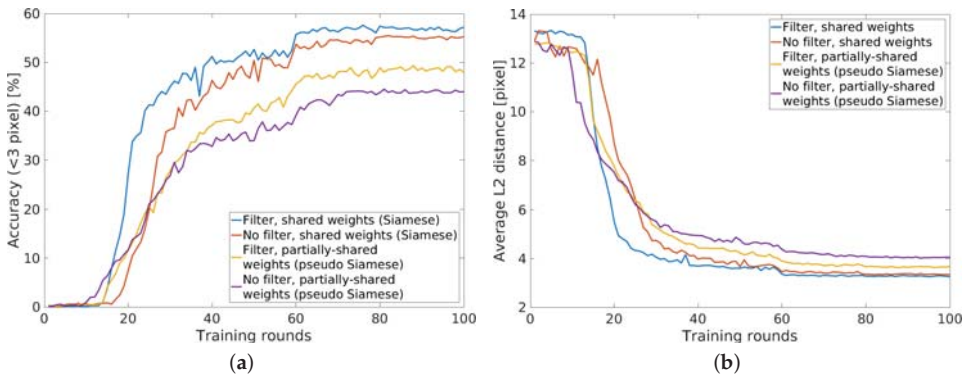 60
50
40
30
20
10
0
Accuracy (<3 pixel) [%]
Filter, shared weights (Siamese)
No filter, shared weights (Siamese)
Filter, partially-shared
weights (pseudo Siamese)
No filter, partially-shared
weights (pseudo Siamese)
0 20 40 60 80 100
Training rounds
(a)
14
12
10
8
6
4
2
Average L2 distance [pixel]
Filter, shared weights
No filter, shared weights
Filter, partially-shared
weights (pseudo Siamese)
No filter, partially-shared
weights (pseudo Siamese)
0 20 40 60 80 100
Training rounds
(b)